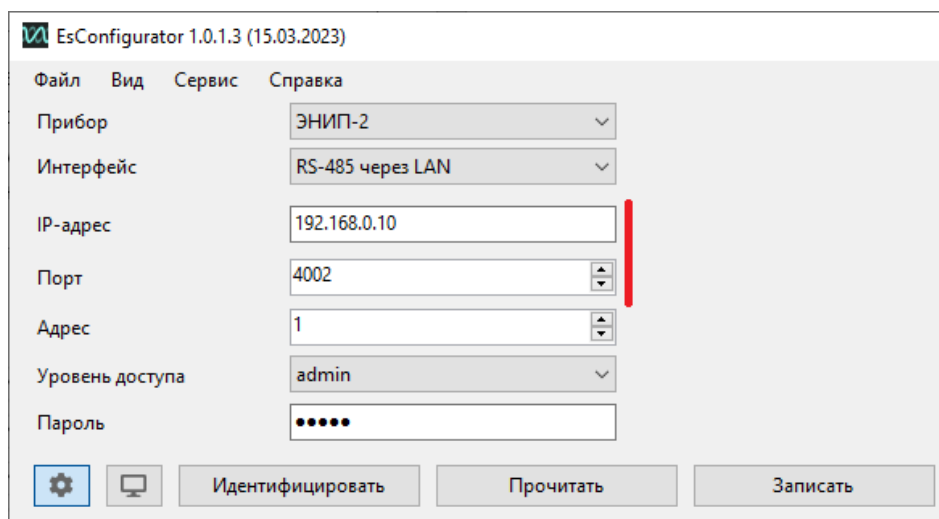 EsConfigurator 1.0.1.3 (15.03.2023)
Файл Вид Сервис Справка
Прибор ЭНИП-2
Интерфейс RS-485 через LAN
IP-адрес 192.168.0.10
Порт 4002
Адрес 1
Уровень доступа admin
Пароль •••••
Идентифицировать Прочитать Записать